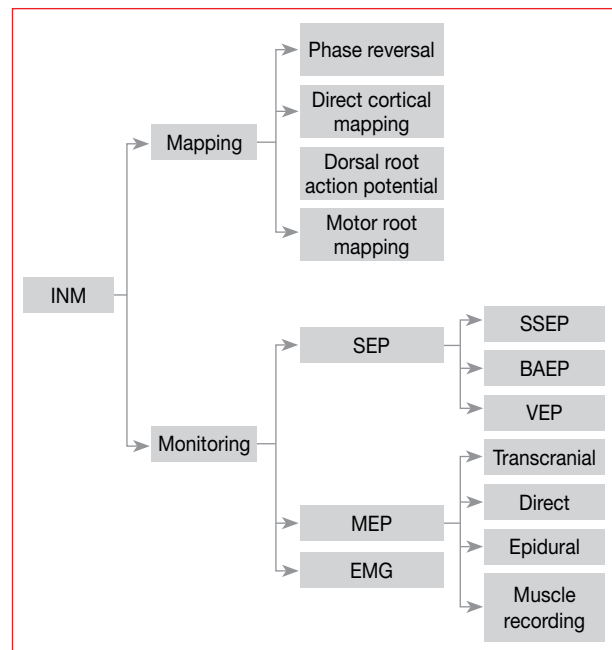 INM
Mapping
Phase reversal
Direct cortical
mapping
Dorsal root
action potential
Motor root
mapping
Monitoring
SEP
SSEP
BAEP
VEP
MEP
Transcranial
Direct
Epidural
Muscle
recording
EMG